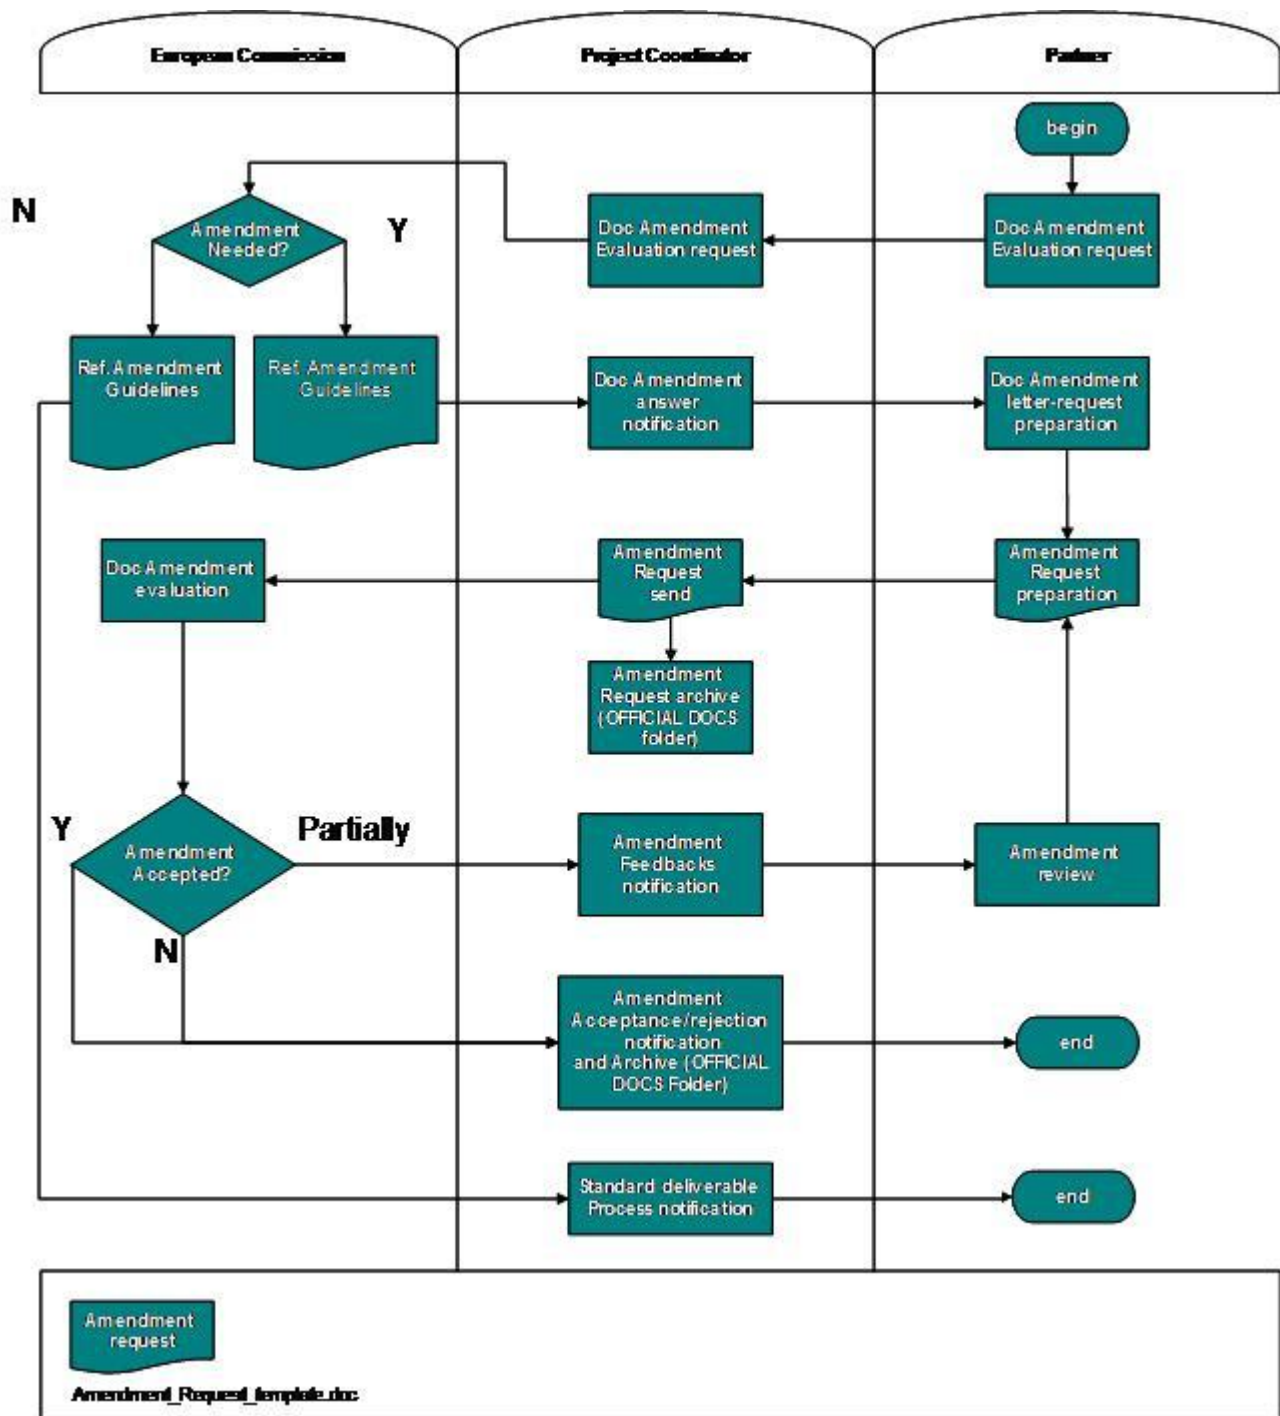 European Commission
Project Coordinator
Partner
begin
N
Amendment
Needed?
Y
Doc Amendment
Evaluation request
Doc Amendment
Evaluation request
Ref. Amendment
Guidelines
Ref. Amendment
Guidelines
Doc Amendment
answer
notification
Doc Amendment
letter-request
preparation
Doc Amendment
evaluation
Amendment
Request
send
Amendment
Request
preparation
Amendment
Request archive
(OFFICIAL DOCS
folder)
Y
Partially
Amendment
Accepted?
N
Amendment
Feedbacks
notification
Amendment
review
Amendment
Acceptance/rejection
notification
and Archive (OFFICIAL
DOCS Folder)
end
Standard deliverable
Process notification
end
Amendment
request
Amendment_Request_template.doc